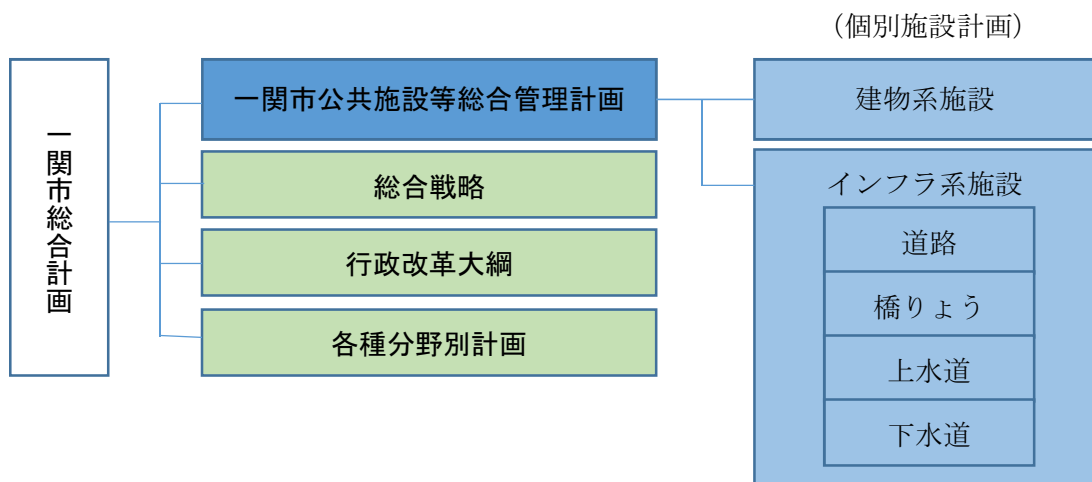 (個別施設計画)
一関市総合計画
一関市公共施設等総合管理計画
総合戦略
行政改革大綱
各種分野別計画
建物系施設
インフラ系施設
道路
橋りょう
上水道
下水道